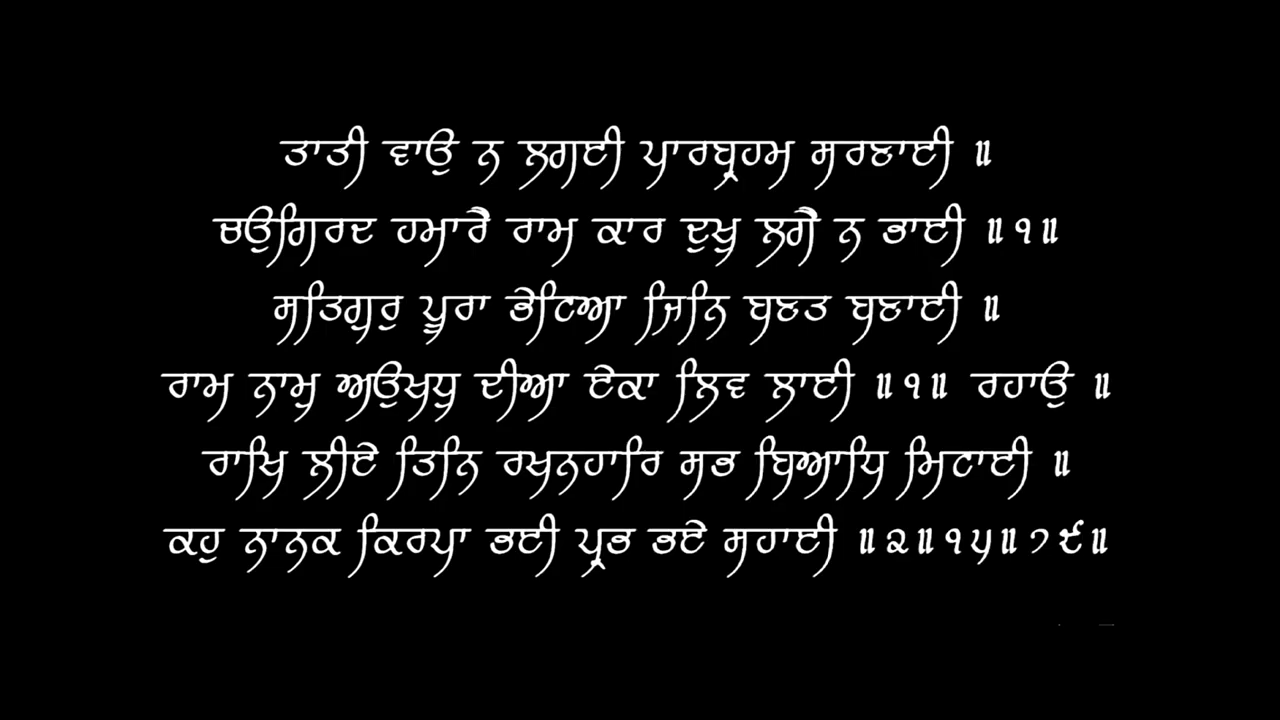 ਤਾਤੀ ਵਾਉ ਨ ਲਗਈ ਪਾਰਬ੍ਰਹਮ ਸਰਣਾਈ ॥
ਚਉਗਿਰਦ ਹਮਾਰੈ ਰਾਮ ਕਾਰ ਦੁਖੁ ਲਗੈ ਨ ਭਾਈ ॥੧॥
ਸਤਿਗੁਰੁ ਪੂਰਾ ਭੇਟਿਆ ਜਿਨਿ ਬਣਤ ਬਣਾਈ ॥
ਰਾਮ ਨਾਮੁ ਅਉਖਧੁ ਦੀਆ ਏਕਾ ਲਿਵ ਲਾਈ ॥੧॥ ਰਹਾਉ ॥
ਰਾਖਿ ਲੀਏ ਤਿਨਿ ਰਖਨਹਾਰਿ ਸਭ ਬਿਆਧਿ ਮਿਟਾਈ ॥
ਕਹੁ ਨਾਨਕ ਕਿਰਪਾ ਭਈ ਪ੍ਰਭ ਭਏ ਸਹਾਈ ॥੨॥੧੫॥੭੯॥